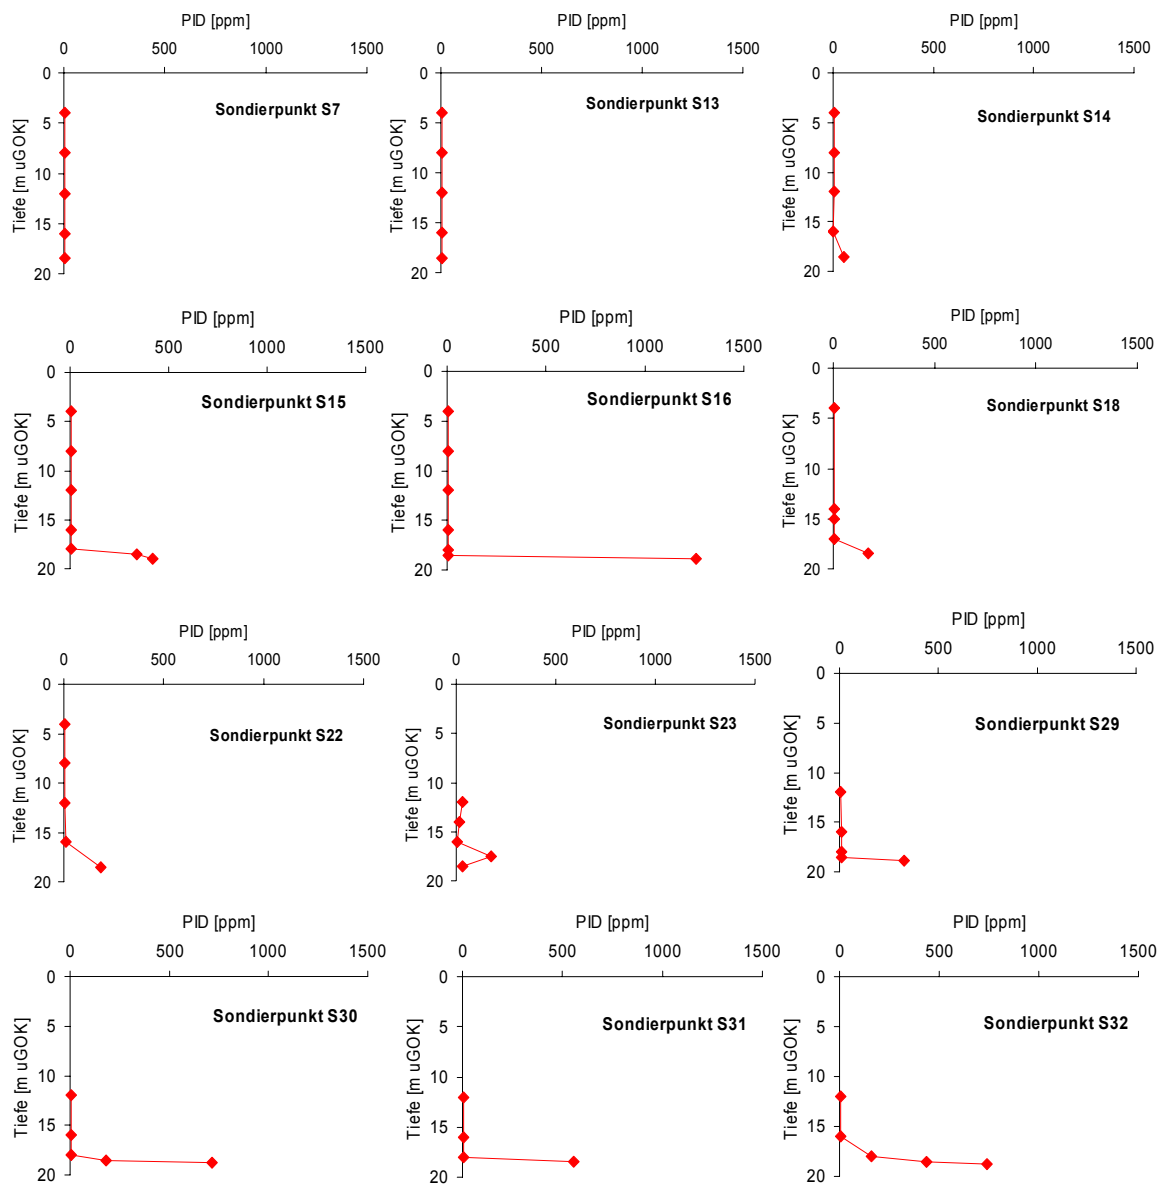 PID [ppm]
0 500 1000 1500
0
5
10
15
20
Tiefe [m uGOK]
Sondierpunkt S7
PID [ppm]
0 500 1000 1500
0
5
10
15
20
Tiefe [m uGOK]
Sondierpunkt S13
PID [ppm]
0 500 1000 1500
0
5
10
15
20
Tiefe [m uGOK]
Sondierpunkt S14
PID [ppm]
0 500 1000 1500
0
5
10
15
20
Tiefe [m uGOK]
Sondierpunkt S15
PID [ppm]
0 500 1000 1500
0
5
10
15
20
Tiefe [m uGOK]
Sondierpunkt S16
PID [ppm]
0 500 1000 1500
0
5
10
15
20
Tiefe [m uGOK]
Sondierpunkt S18
PID [ppm]
0 500 1000 1500
0
5
10
15
20
Tiefe [m uGOK]
Sondierpunkt S22
PID [ppm]
0 500 1000 1500
0
5
10
15
20
Tiefe [m uGOK]
Sondierpunkt S23
PID [ppm]
0 500 1000 1500
0
5
10
15
20
Tiefe [m uGOK]
Sondierpunkt S29
PID [ppm]
0 500 1000 1500
0
5
10
15
20
Tiefe [m uGOK]
Sondierpunkt S30
PID [ppm]
0 500 1000 1500
0
5
10
15
20
Tiefe [m uGOK]
Sondierpunkt S31
PID [ppm]
0 500 1000 1500
0
5
10
15
20
Tiefe [m uGOK]
Sondierpunkt S32